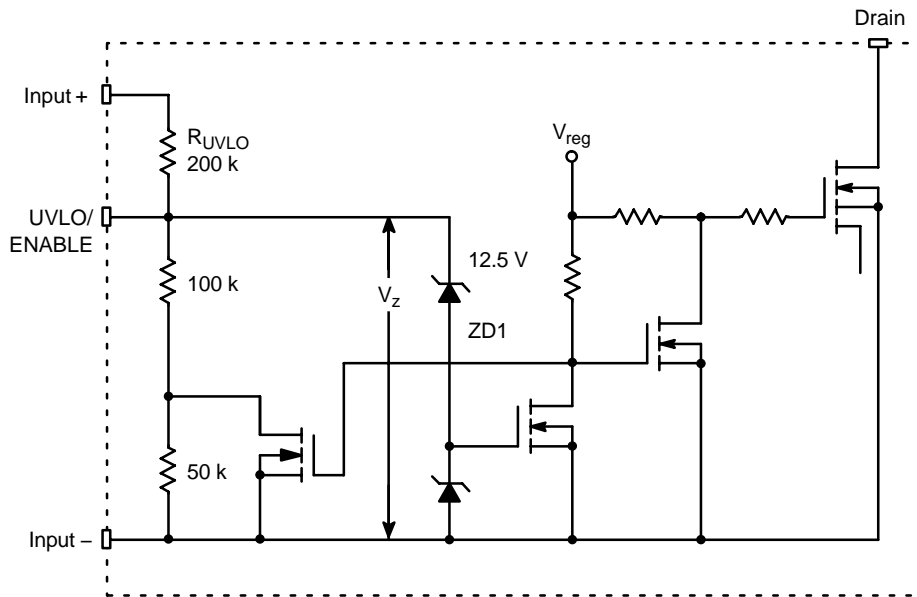 Drain
Input +
R_UVLO
200 k
V_reg
UVLO/
ENABLE
12.5 V
100 k
V_z
ZD1
50 k
Input –